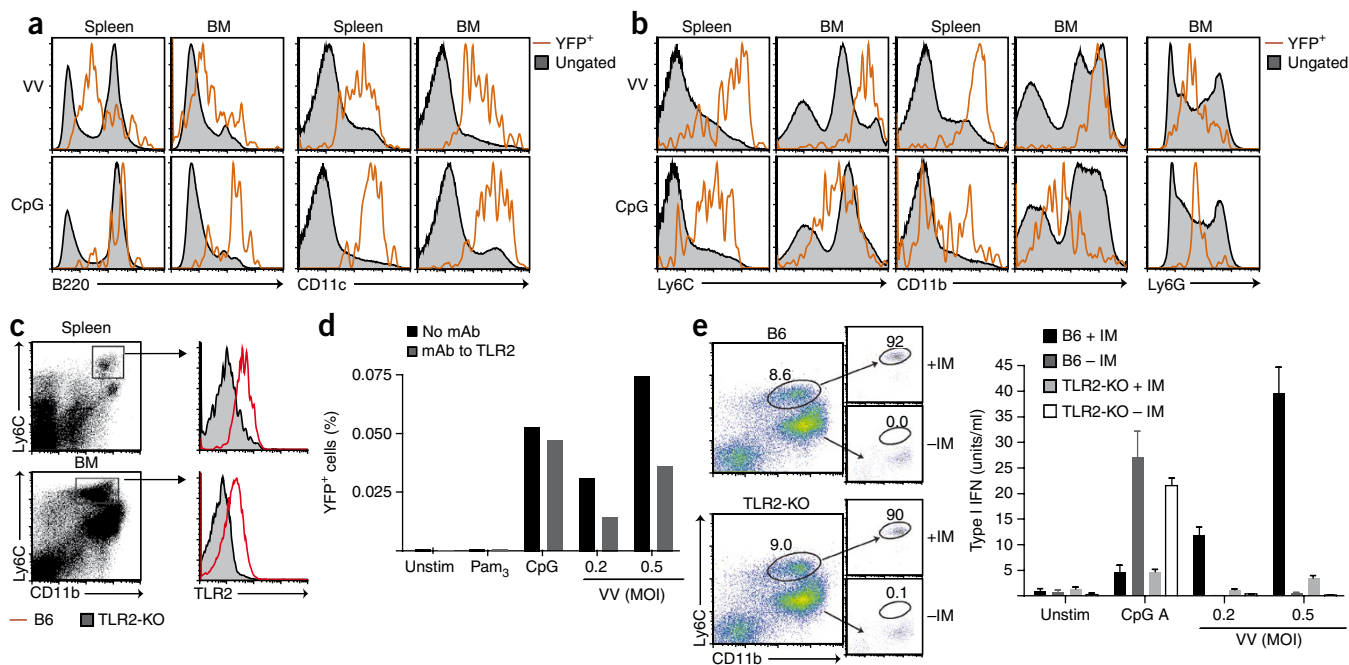 a
Spleen BM Spleen BM
YFP+
Ungated
VV
CpG
B220 CD11c
b
Spleen BM Spleen BM BM
YFP+
Ungated
VV
CpG
Ly6C CD11b Ly6G
c
Spleen
Ly6C
BM
Ly6C
CD11b TLR2
B6 TLR2-KO
d
No mAb
mAb to TLR2
YFP+ cells (%)
0.075
0.050
0.025
Unstim Pam3 CpG 0.2 0.5
VV (MOI)
e
B6
8.6
92
+IM
0.0
–IM
TLR2-KO
9.0
90
+IM
0.1
–IM
Ly6C
CD11b
B6 + IM
B6 – IM
TLR2-KO + IM
TLR2-KO – IM
Type I IFN (units/ml)
45
40
35
30
25
20
15
10
5
0
Unstim CpG A 0.2 0.5
VV (MOI)